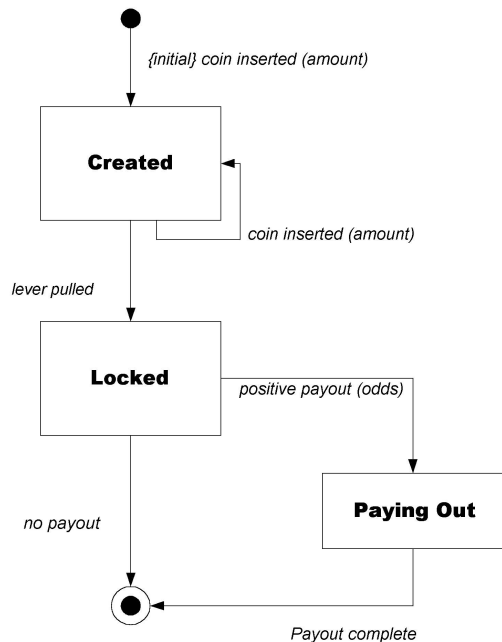 {initial} coin inserted (amount)
Created
coin inserted (amount)
lever pulled
Locked
positive payout (odds)
Paying Out
no payout
Payout complete